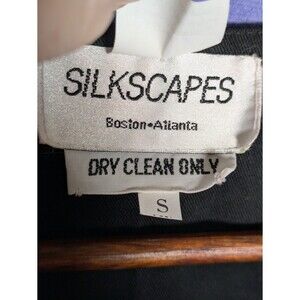 SILKSCAPES
Boston•Atlanta
DRY CLEAN ONLY
S